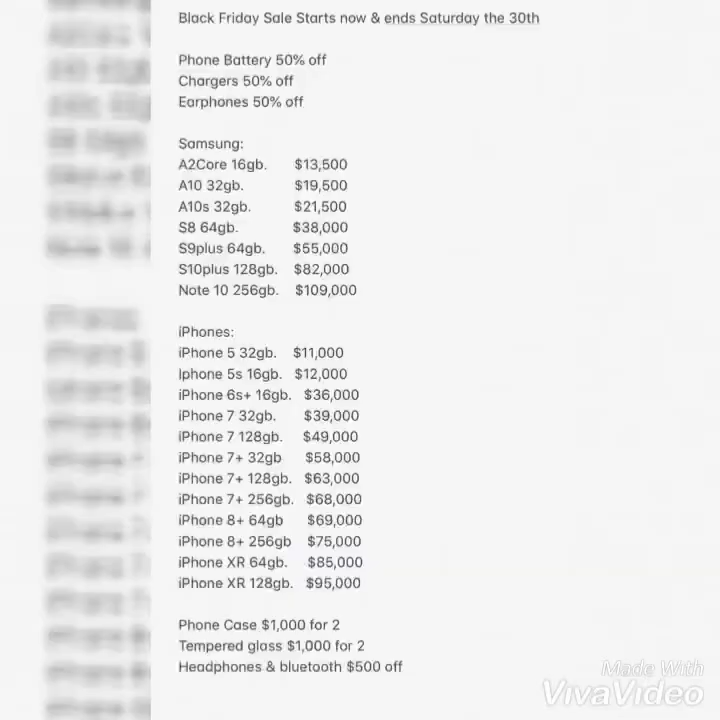 Black Friday Sale Starts now & ends Saturday the 30th
Phone Battery 50% off
Chargers 50% off
Earphones 50% off
Samsung:
A2Core 16gb. $13,500
A10 32gb. $19,500
A10s 32gb. $21,500
S8 64gb. $38,000
S9plus 64gb. $55,000
S10plus 128gb. $82,000
Note 10 256gb. $109,000
iPhones:
iPhone 5 32gb. $11,000
Iphone 5s 16gb. $12,000
iPhone 6s+ 16gb. $36,000
iPhone 7 32gb. $39,000
iPhone 7 128gb. $49,000
iPhone 7+ 32gb $58,000
iPhone 7+ 128gb. $63,000
iPhone 7+ 256gb. $68,000
iPhone 8+ 64gb $69,000
iPhone 8+ 256gb $75,000
iPhone XR 64gb. $85,000
iPhone XR 128gb. $95,000
Phone Case $1,000 for 2
Tempered glass $1,000 for 2
Headphones & bluetooth $500 off
Made With
VivaVideo